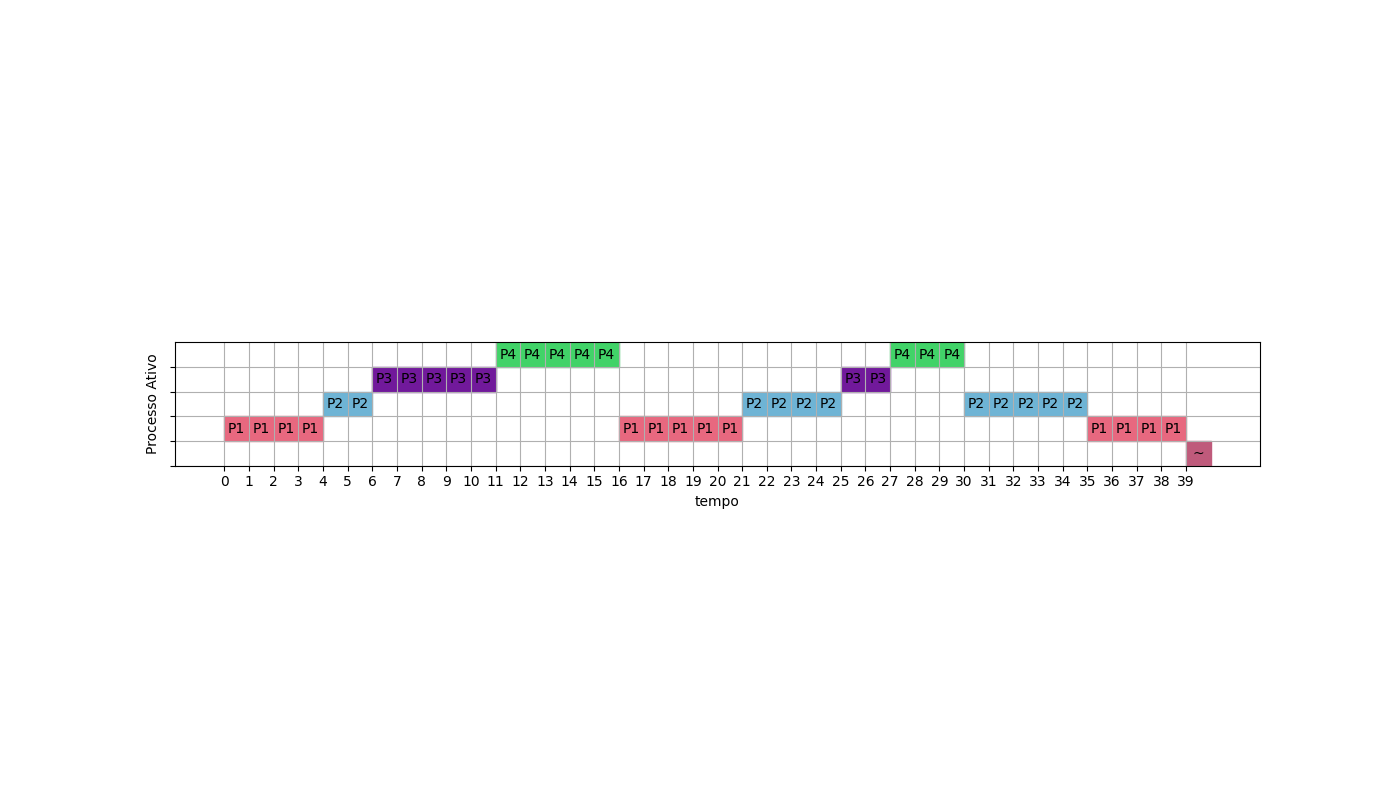 P4 P4 P4 P4 P4 P4 P4 P4
P3 P3 P3 P3 P3 P3 P3
P2 P2 P2 P2 P2 P2 P2 P2 P2 P2 P2
P1 P1 P1 P1 P1 P1 P1 P1 P1 P1 P1 P1 P1
~
Processo Ativo
0 1 2 3 4 5 6 7 8 9 10 11 12 13 14 15 16 17 18 19 20 21 22 23 24 25 26 27 28 29 30 31 32 33 34 35 36 37 38 39
tempo